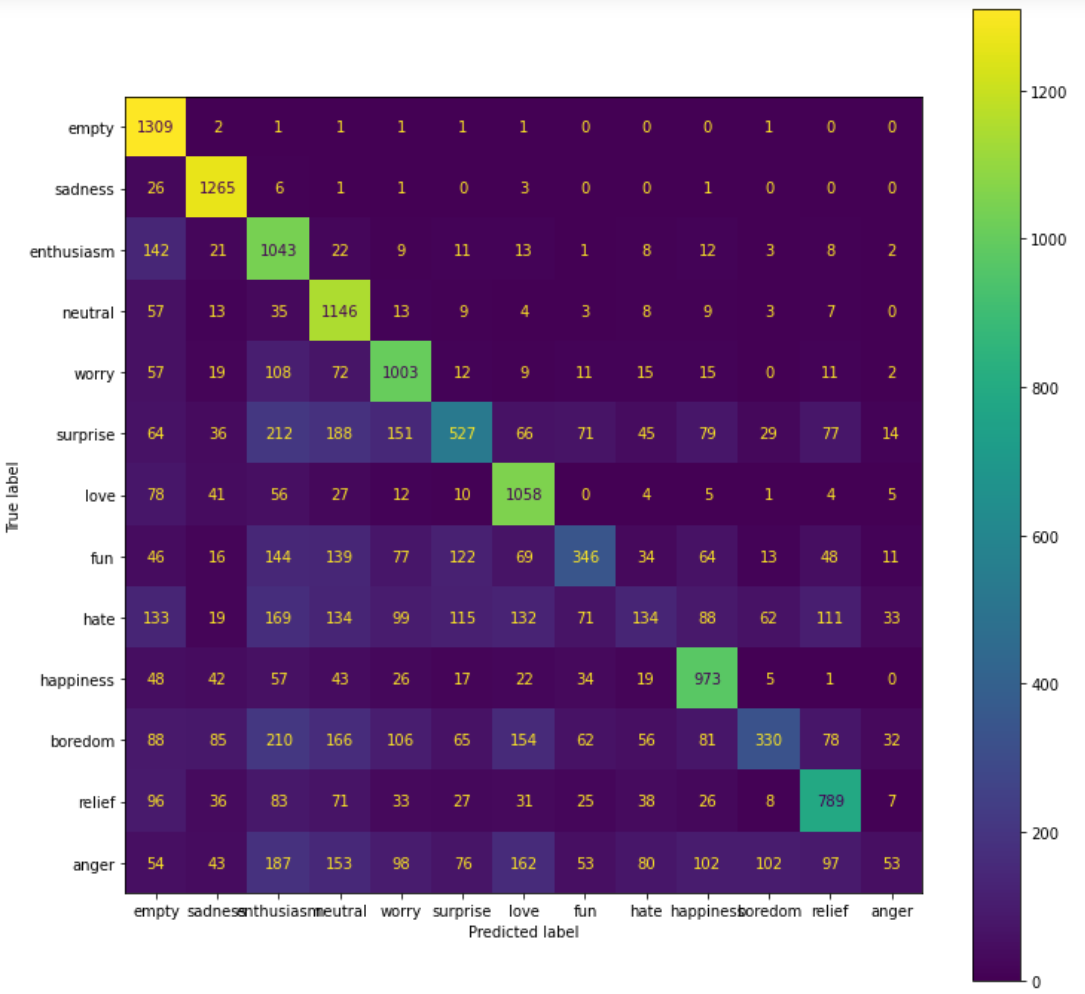 1200
1000
800
600
400
200
0
True label
empty 1309 2 1 1 1 1 1 0 0 0 1 0 0
sadness 26 1265 6 1 1 0 3 0 0 1 0 0 0
enthusiasm 142 21 1043 22 9 11 13 1 8 12 3 8 2
neutral 57 13 35 1146 13 9 4 3 8 9 3 7 0
worry 57 19 108 72 1003 12 9 11 15 15 0 11 2
surprise 64 36 212 188 151 527 66 71 45 79 29 77 14
love 78 41 56 27 12 10 1058 0 4 5 1 4 5
fun 46 16 144 139 77 122 69 346 34 64 13 48 11
hate 133 19 169 134 99 115 132 71 134 88 62 111 33
happiness 48 42 57 43 26 17 22 34 19 973 5 1 0
boredom 88 85 210 166 106 65 154 62 56 81 330 78 32
relief 96 36 83 71 33 27 31 25 38 26 8 789 7
anger 54 43 187 153 98 76 162 53 80 102 102 97 53
empty sadness enthusiasm neutral worry surprise love fun hate happiness boredom relief anger
Predicted label